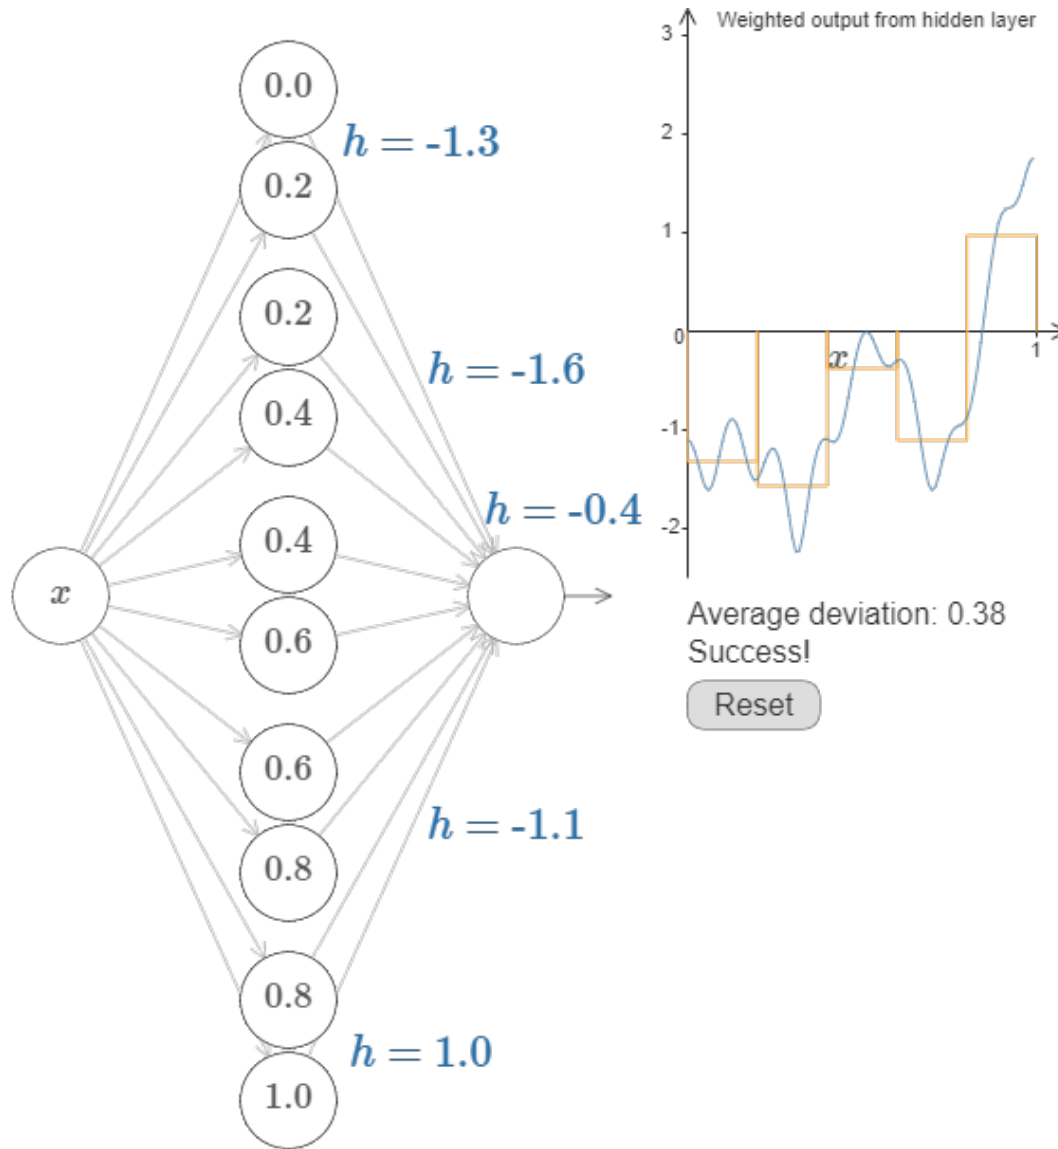 0.0
h = -1.3
0.2
0.2
h = -1.6
0.4
h = -0.4
0.4
x
0.6
0.6
h = -1.1
0.8
0.8
h = 1.0
1.0
Weighted output from hidden layer
3
2
1
0
x
1
-1
-2
Average deviation: 0.38
Success!
Reset